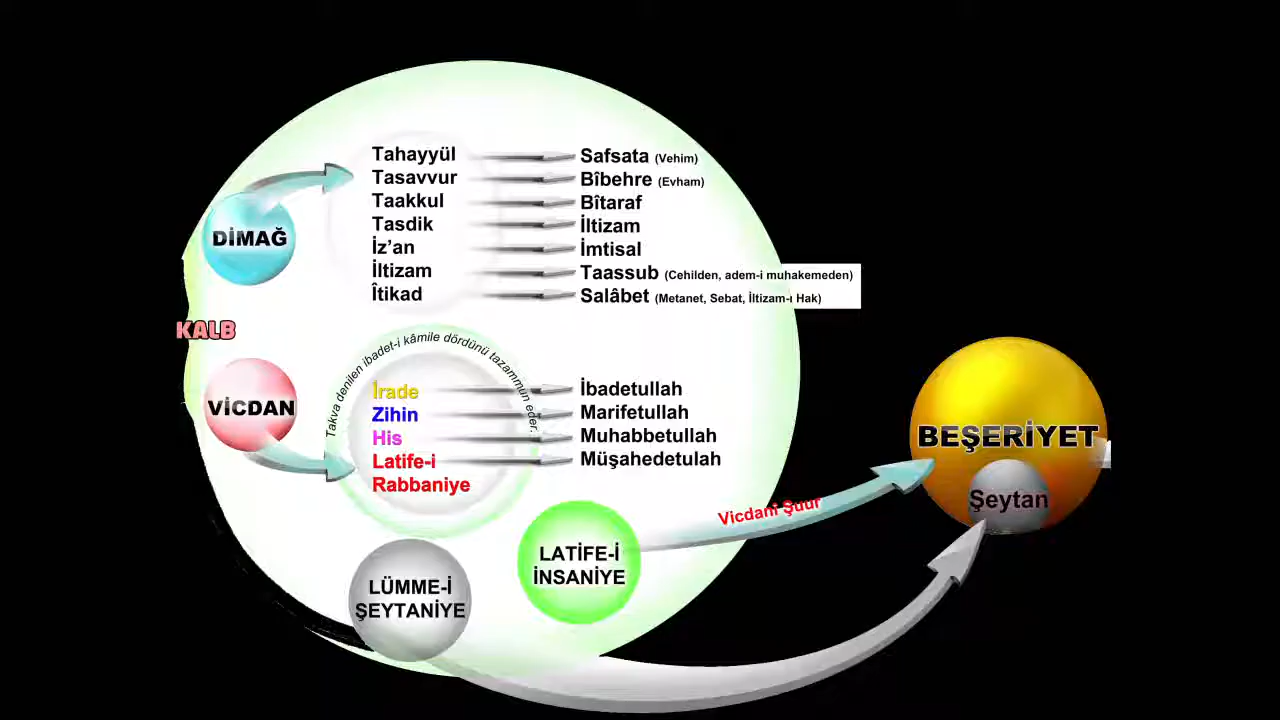 Tahayyül Safsata (Vehim)
Tasavvur Bîbehre (Evham)
Taakkul Bîtaraf
DİMAĞ
Tasdik İltizam
İz’an İmtisal
İltizam Taassub (Cehilden, adem-i muhakemeden)
Îtikad Salâbet (Metanet, Sebat, İltizam-ı Hak)
KALB
Takva denilen ibadet-i kâmile dördünü tazammun eder.
VİCDAN
İrade İbadetullah
Zihin Marifetullah
His Muhabbetullah
Latife-i Müşahedetulah
Rabbaniye
BEŞERİYET
Şeytan
Vicdani Şuur
LATİFE-İ
İNSANİYE
LÜMME-İ
ŞEYTANİYE